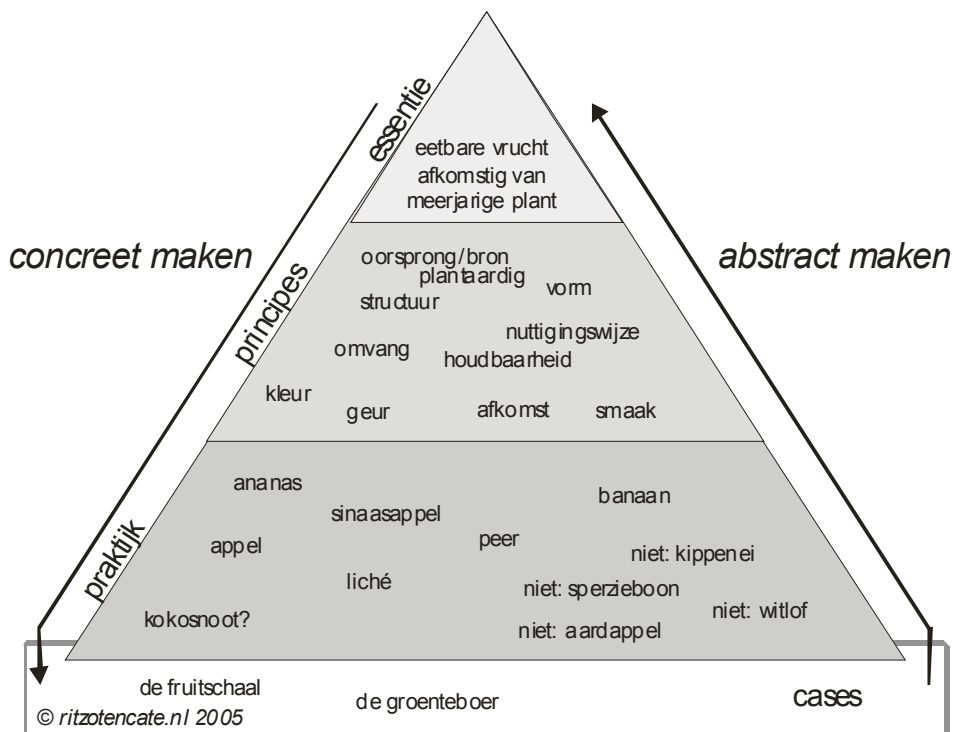 essentie
eetbare vrucht
afkomstig van
meerjarige plant
concreet maken
abstract maken
principes
oorsprong/bron
plantaardig
vorm
structuur
nuttigingswijze
omvang
houdbaarheid
kleur
geur
afkomst
smaak
praktijk
ananas
banaan
sinaasappel
appel
peer
niet: kippenei
liché
niet: sperzieboon
niet: witlof
kokosnoot?
niet: aardappel
de fruitschaal
de groenteboer
cases
© ritzotencate.nl 2005